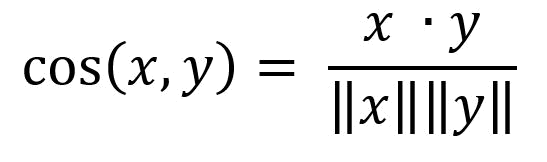 cos(x, y) = x · y / ‖x‖‖y‖